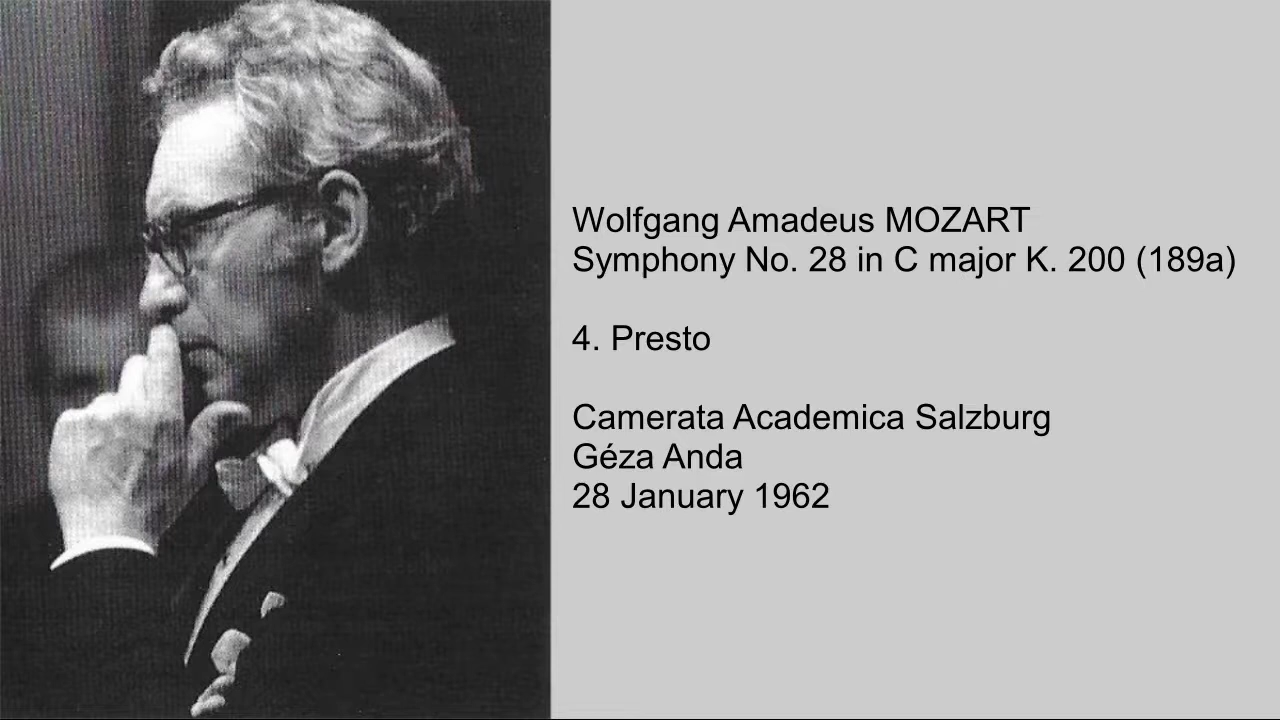 Wolfgang Amadeus MOZART
Symphony No. 28 in C major K. 200 (189a)
4. Presto
Camerata Academica Salzburg
Géza Anda
28 January 1962